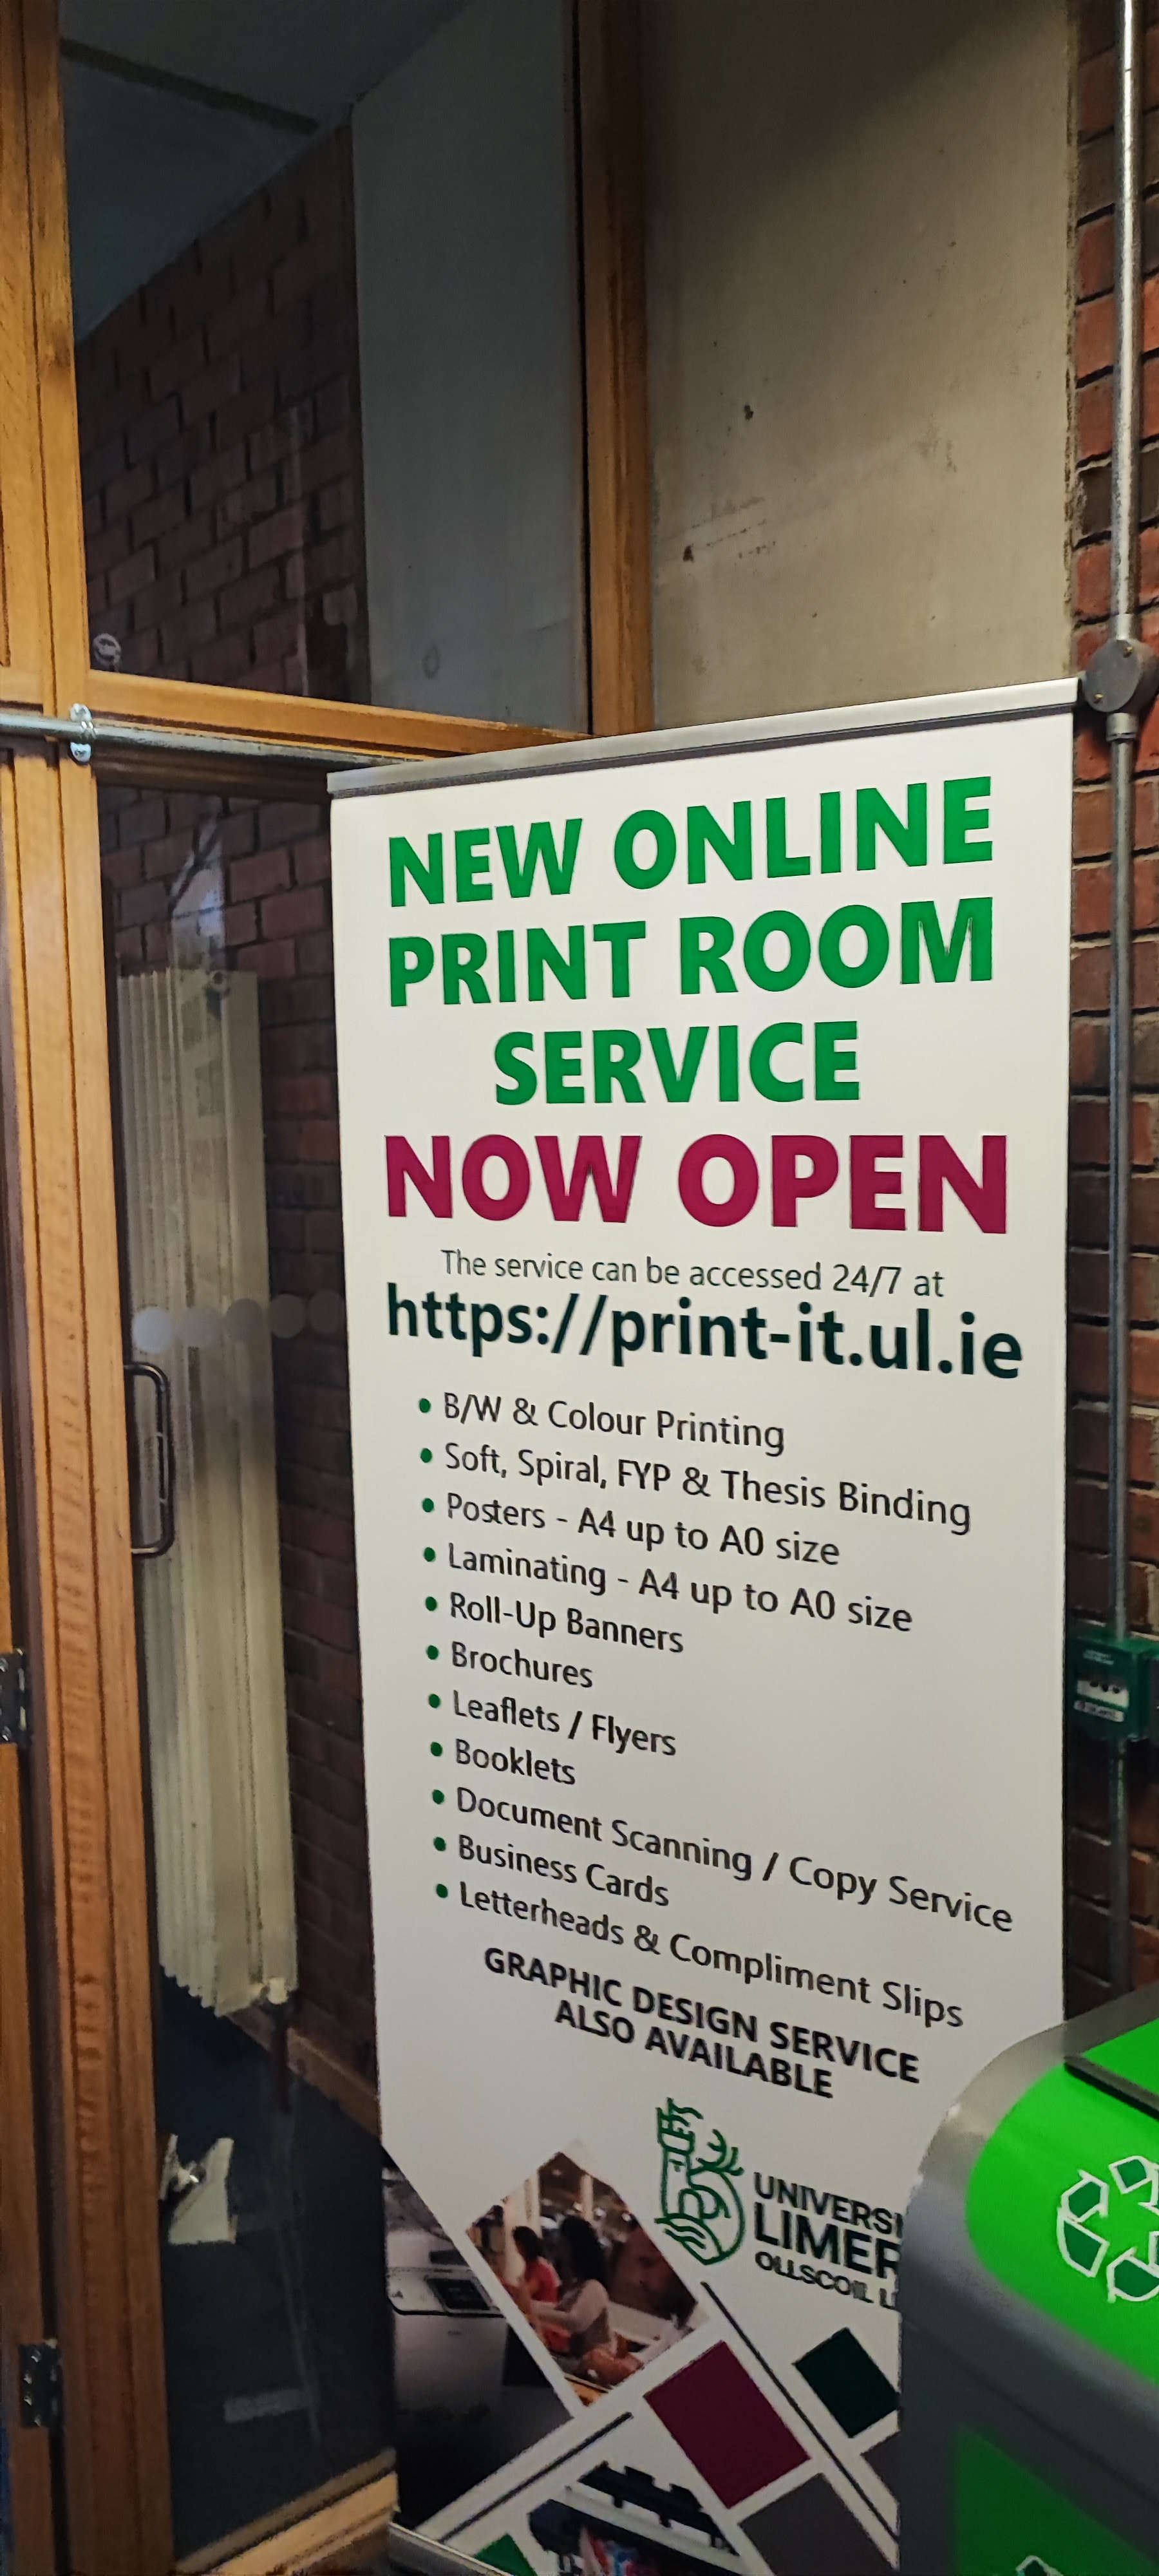 NEW ONLINE
PRINT ROOM
SERVICE
NOW OPEN
The service can be accessed 24/7 at
https://print-it.ul.ie
• B/W & Colour Printing
• Soft, Spiral, FYP & Thesis Binding
• Posters - A4 up to A0 size
• Laminating - A4 up to A0 size
• Roll-Up Banners
• Brochures
• Leaflets / Flyers
• Booklets
• Document Scanning / Copy Service
• Business Cards
• Letterheads & Compliment Slips
GRAPHIC DESIGN SERVICE
ALSO AVAILABLE
UNIVERSI
LIMER
OLLSCOIL